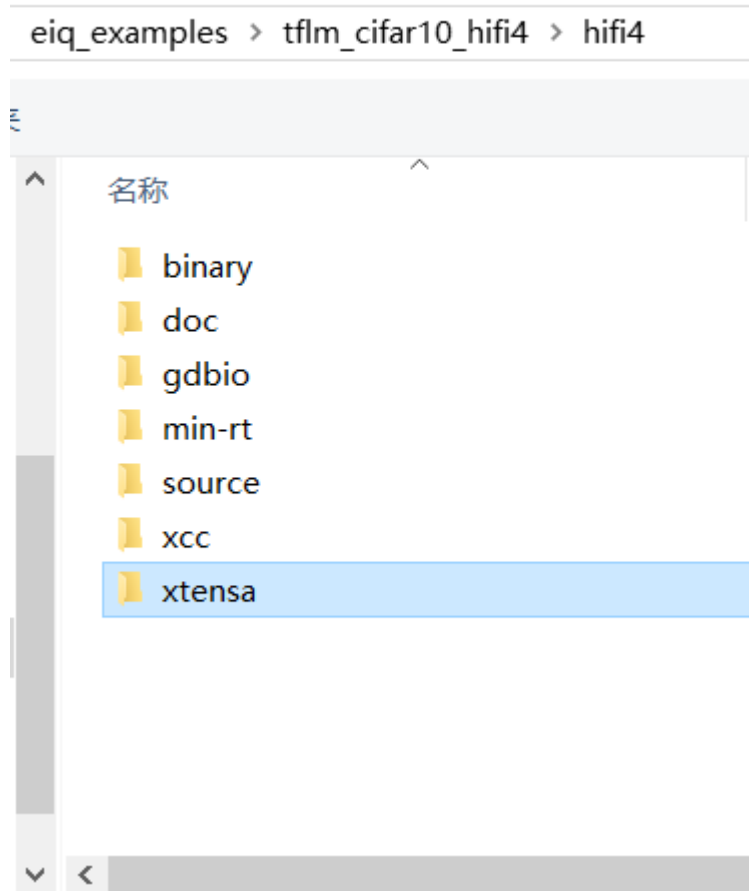 eiq_examples > tflm_cifar10_hifi4 > hifi4
名称
binary
doc
gdbio
min-rt
source
xcc
xtensa